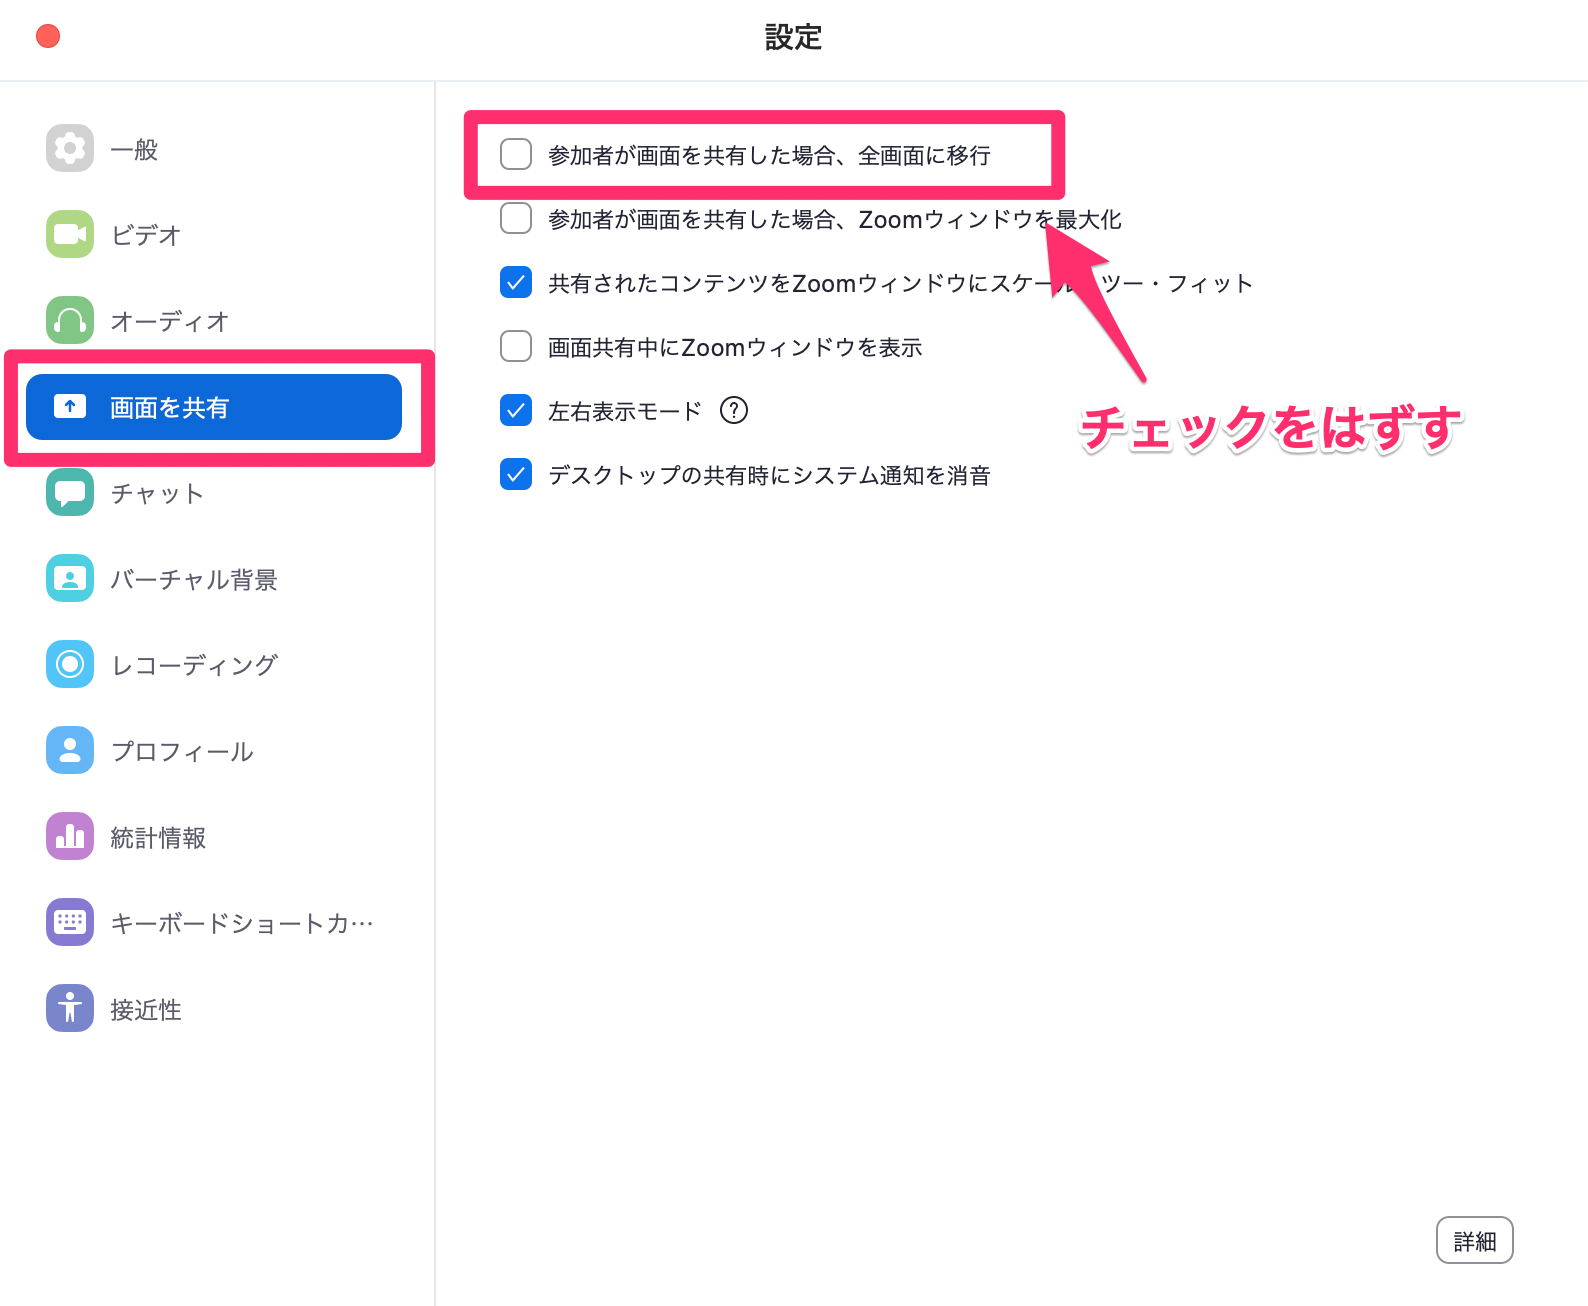 設定
一般
ビデオ
オーディオ
画面を共有
チャット
バーチャル背景
レコーディング
プロフィール
統計情報
キーボードショートカ…
接近性
参加者が画面を共有した場合、全画面に移行
参加者が画面を共有した場合、Zoomウィンドウを最大化
共有されたコンテンツをZoomウィンドウにスケール・ツー・フィット
画面共有中にZoomウィンドウを表示
左右表示モード ?
デスクトップの共有時にシステム通知を消音
チェックをはずす
詳細